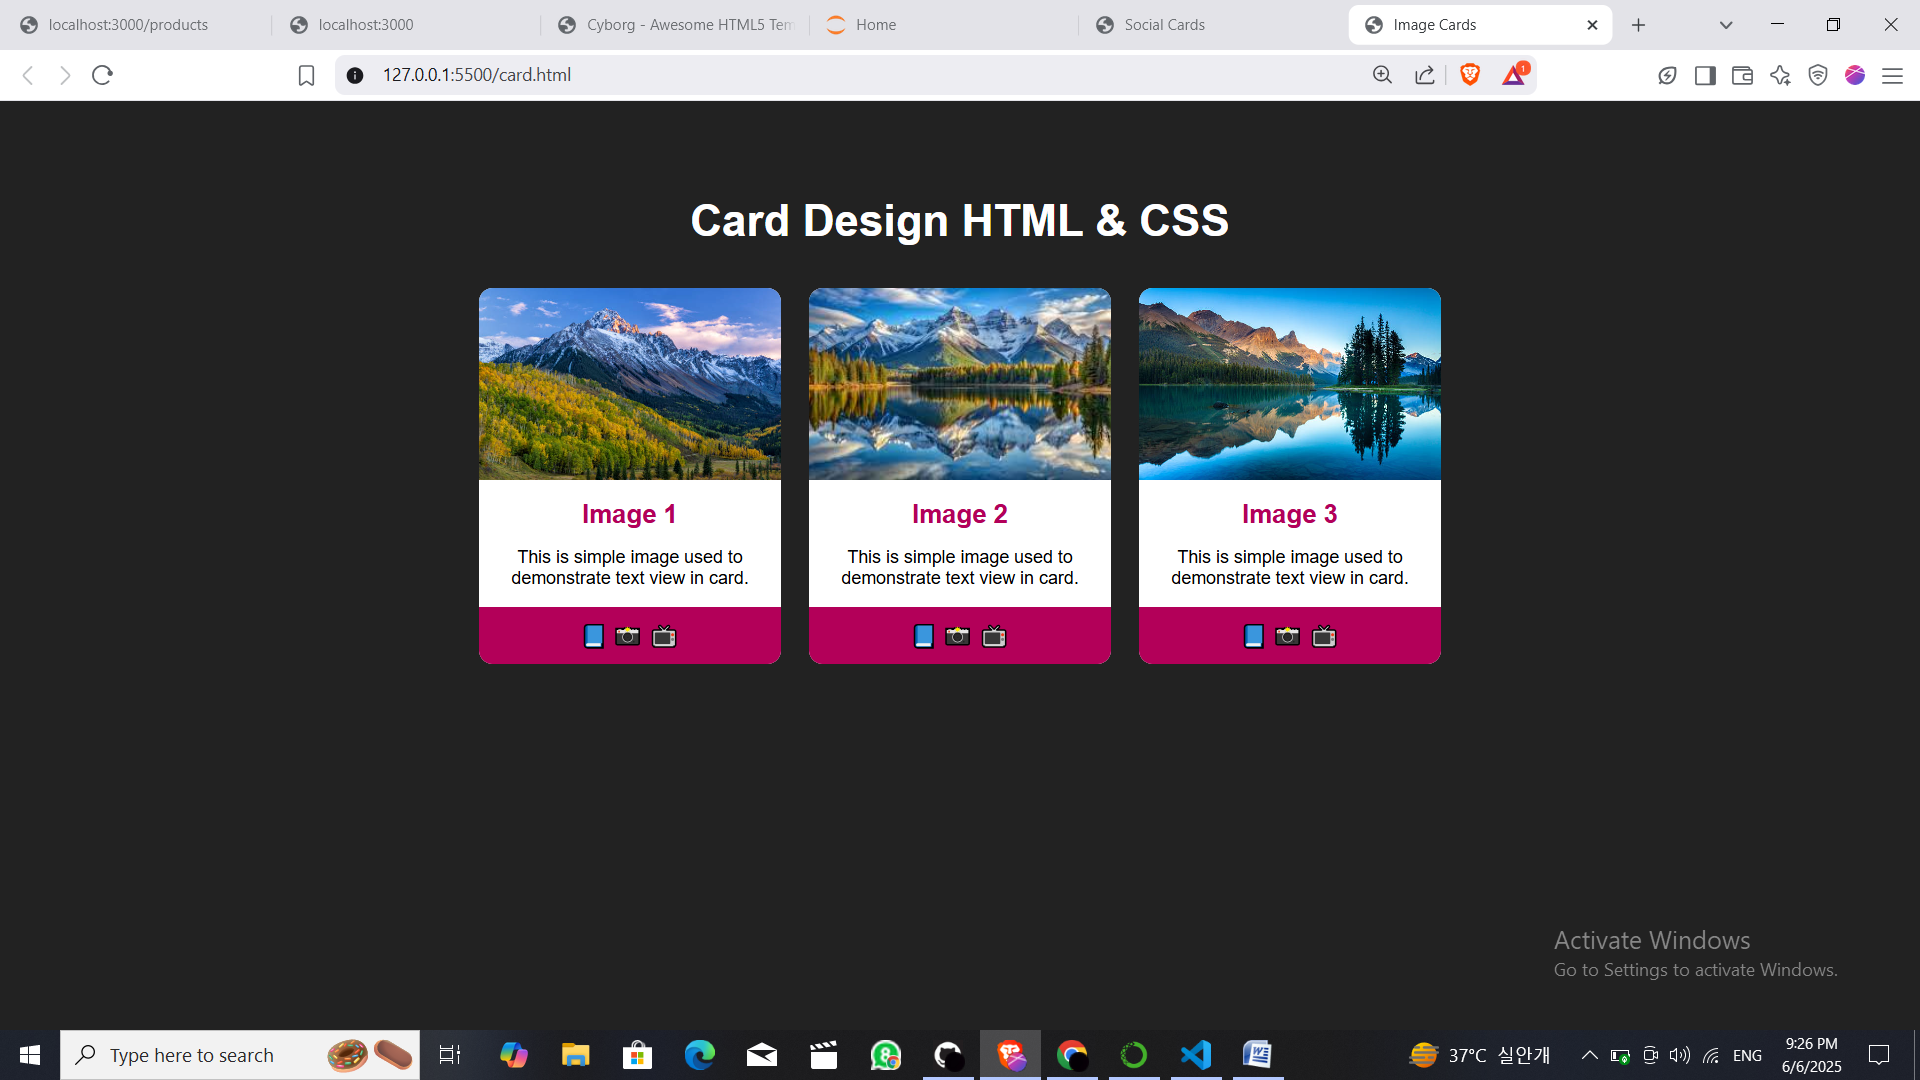 localhost:3000/products
localhost:3000
Cyborg - Awesome HTML5 Tem
Home
Social Cards
Image Cards
127.0.0.1:5500/card.html
1
Card Design HTML & CSS
Image 1
This is simple image used to
demonstrate text view in card.
Image 2
This is simple image used to
demonstrate text view in card.
Image 3
This is simple image used to
demonstrate text view in card.
Activate Windows
Go to Settings to activate Windows.
Type here to search
37°C 실안개
ENG
9:26 PM
6/6/2025